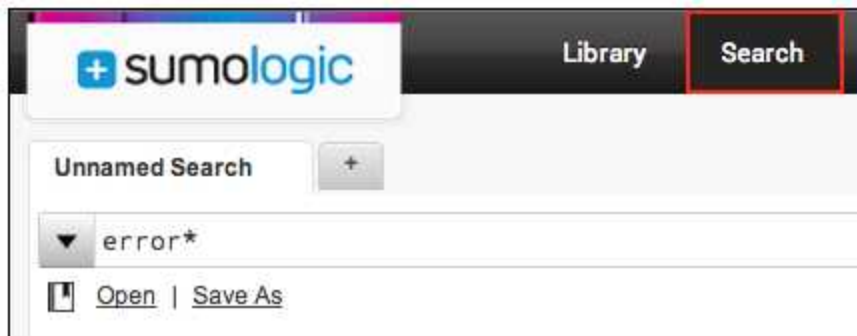 sumologic
Library Search
Unnamed Search +
error*
Open | Save As